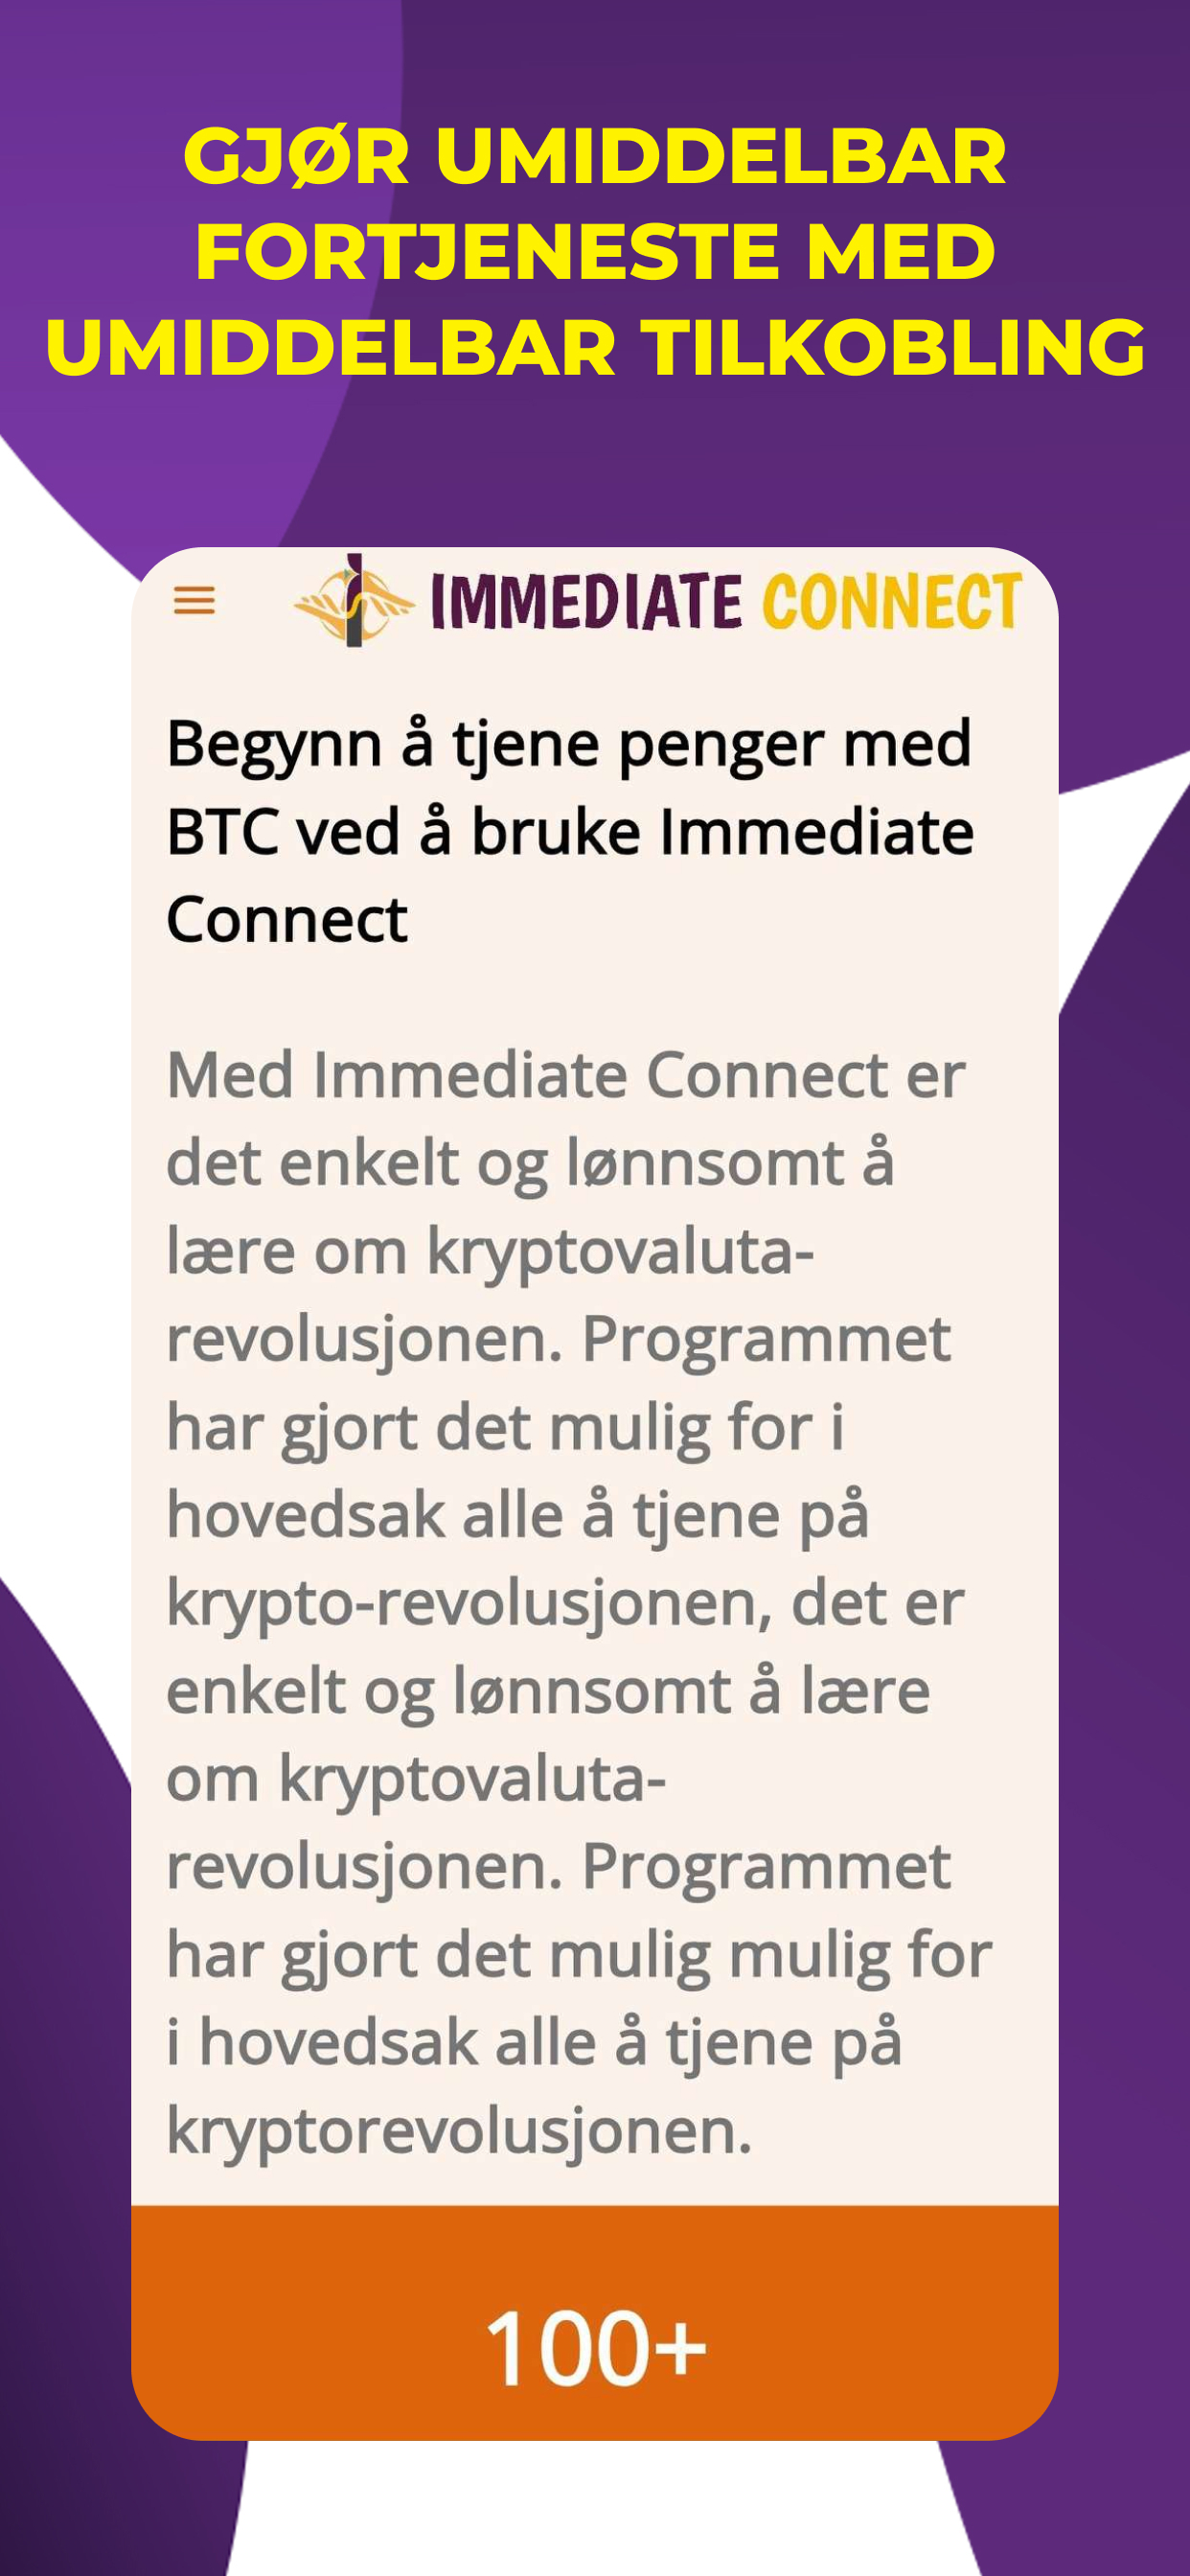 GJØR UMIDDELBAR
FORTJENESTE MED
UMIDDELBAR TILKOBLING
IMMEDIATE CONNECT
Begynn å tjene penger med
BTC ved å bruke Immediate
Connect
Med Immediate Connect er
det enkelt og lønnsomt å
lære om kryptovaluta-
revolusjonen. Programmet
har gjort det mulig for i
hovedsak alle å tjene på
krypto-revolusjonen, det er
enkelt og lønnsomt å lære
om kryptovaluta-
revolusjonen. Programmet
har gjort det mulig mulig for
i hovedsak alle å tjene på
kryptorevolusjonen.
100+